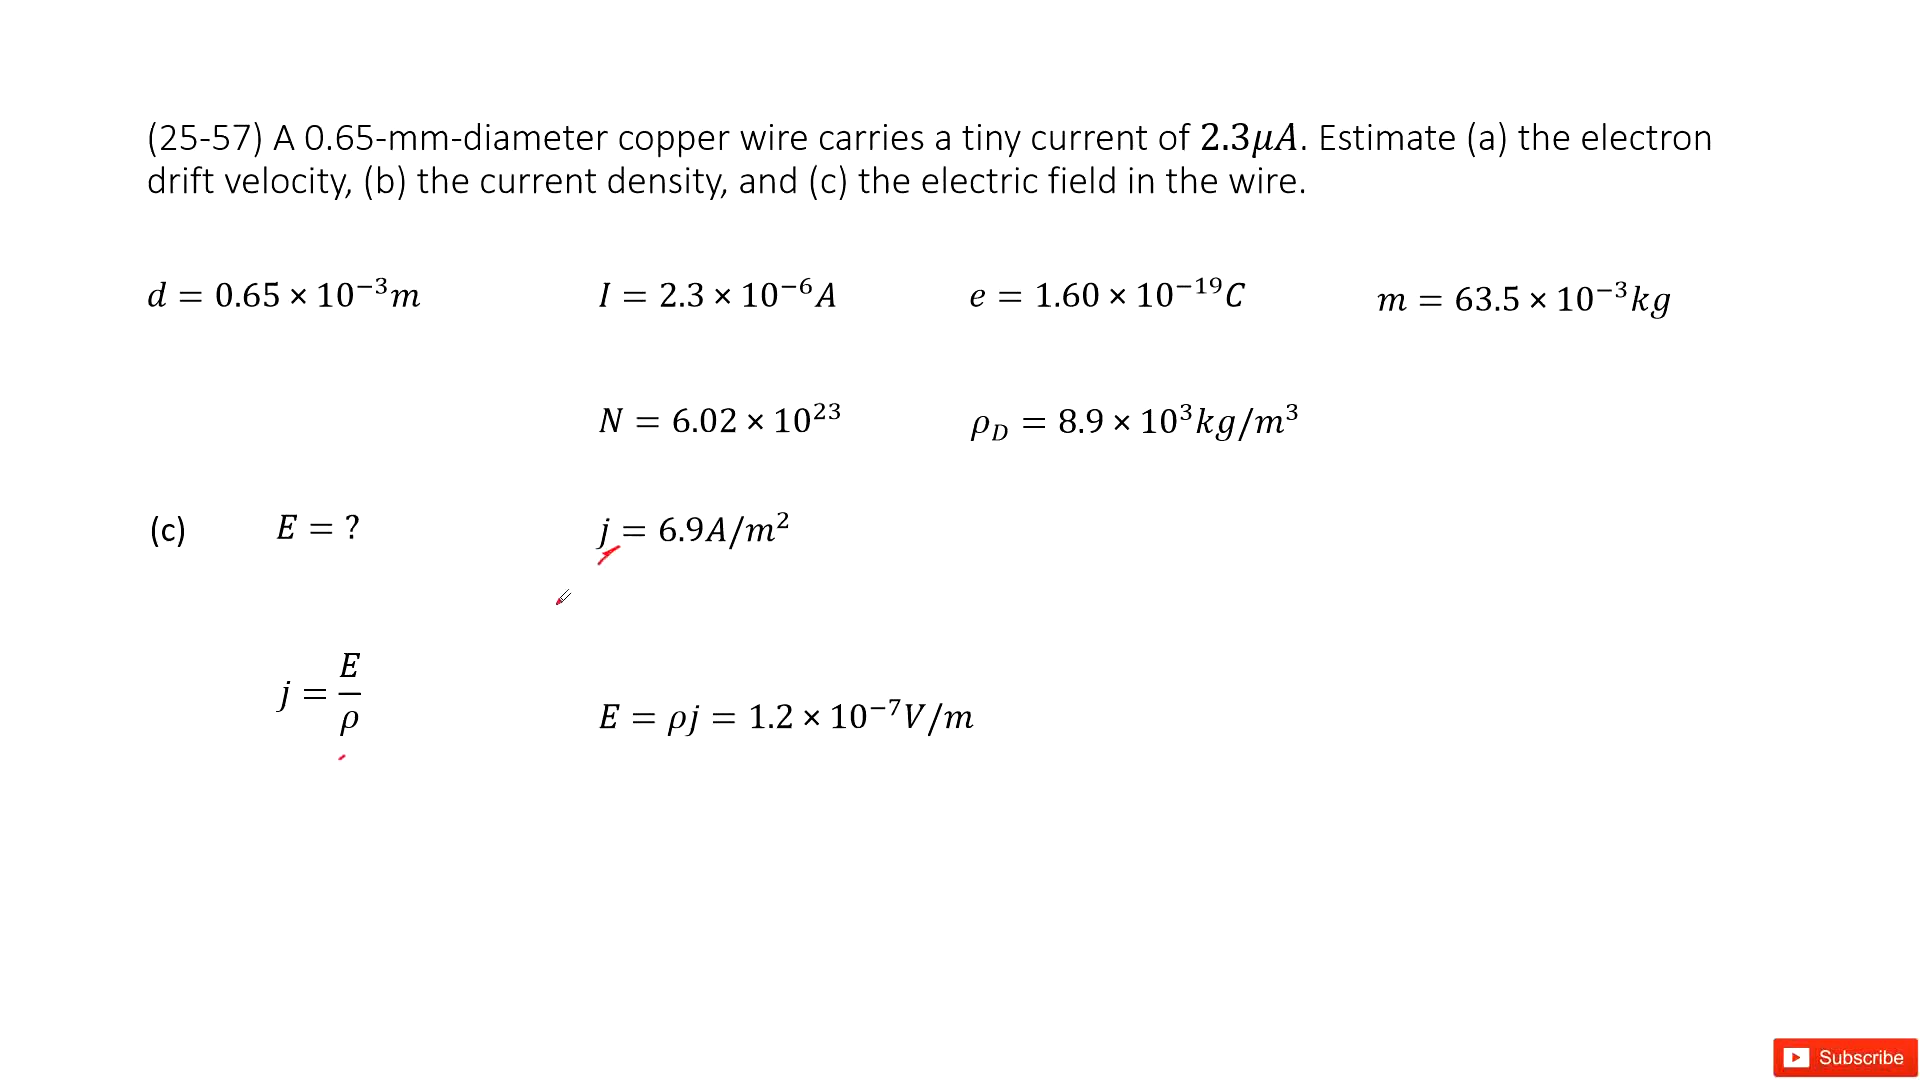 (25-57) A 0.65-mm-diameter copper wire carries a tiny current of 2.3μA. Estimate (a) the electron
drift velocity, (b) the current density, and (c) the electric field in the wire.
d = 0.65 × 10⁻³m I = 2.3 × 10⁻⁶A e = 1.60 × 10⁻¹⁹C m = 63.5 × 10⁻³kg
N = 6.02 × 10²³ ρ_D = 8.9 × 10³kg/m³
(c) E = ? j = 6.9A/m²
j = E/ρ E = ρj = 1.2 × 10⁻⁷V/m
Subscribe